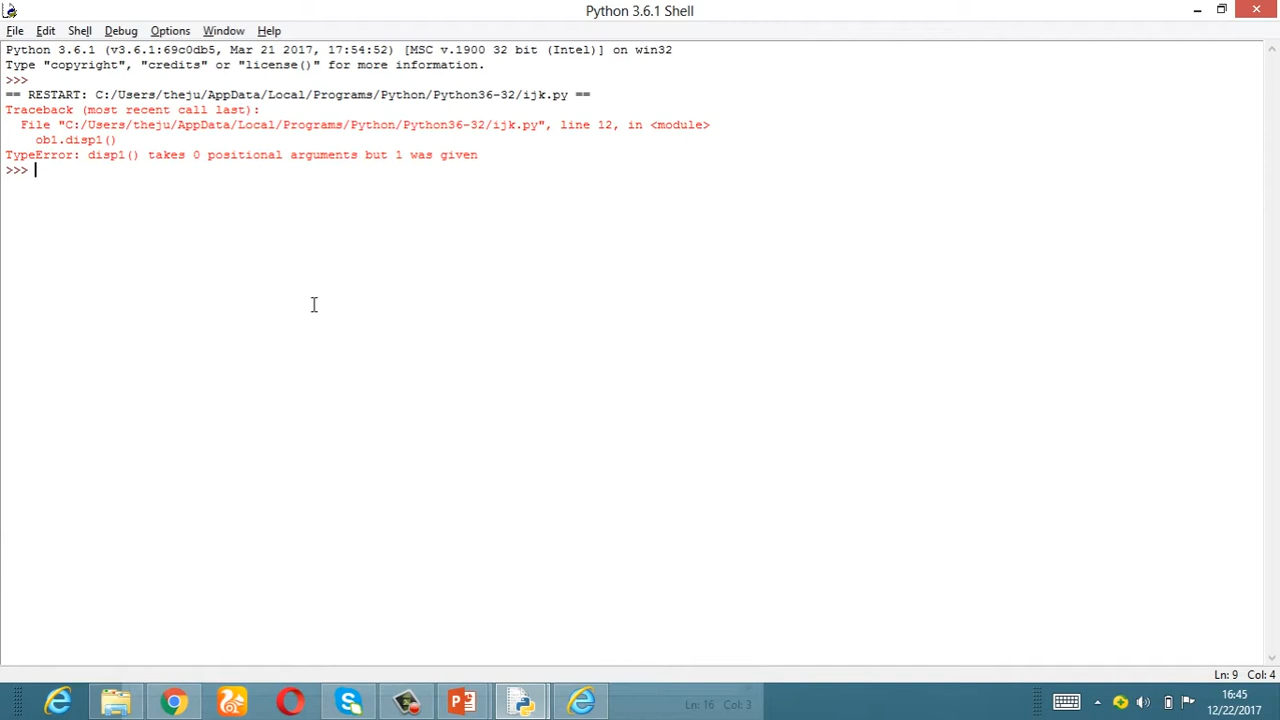 Python 3.6.1 Shell
File Edit Shell Debug Options Window Help
Python 3.6.1 (v3.6.1:69c0db5, Mar 21 2017, 17:54:52) [MSC v.1900 32 bit (Intel)] on win32
Type "copyright", "credits" or "license()" for more information.
>>>
== RESTART: C:/Users/theju/AppData/Local/Programs/Python/Python36-32/ijk.py ==
Traceback (most recent call last):
  File "C:/Users/theju/AppData/Local/Programs/Python/Python36-32/ijk.py", line 12, in <module>
    ob1.disp1()
TypeError: disp1() takes 0 positional arguments but 1 was given
>>>
Ln: 9 Col: 4
Ln: 16 Col: 3
16:45
12/22/2017